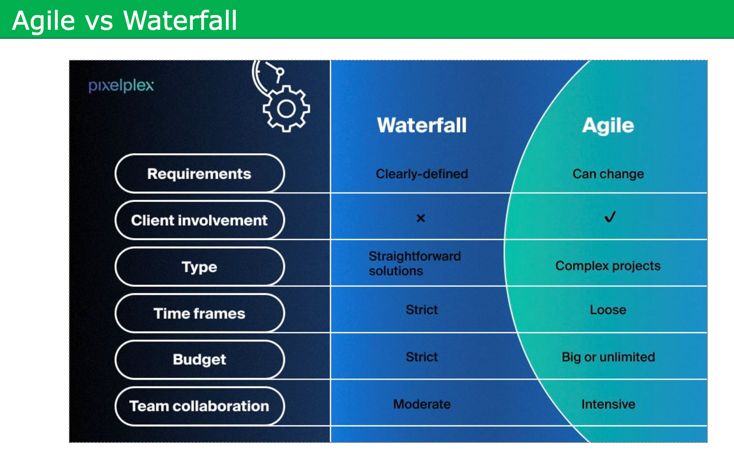 Agile vs Waterfall
pixelplex
Waterfall Agile
Requirements Clearly-defined Can change
Client involvement × ✓
Type Straightforward solutions Complex projects
Time frames Strict Loose
Budget Strict Big or unlimited
Team collaboration Moderate Intensive